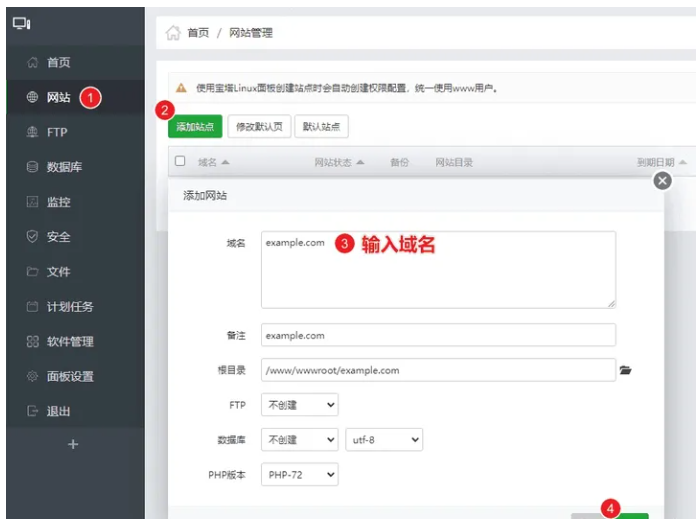 首页 / 网站管理
首页
网站 1
FTP
数据库
监控
安全
文件
计划任务
软件管理
面板设置
退出
使用宝塔Linux面板创建站点时会自动创建权限配置，统一使用www用户。
2
添加站点 修改默认页 默认站点
域名 网站状态 备份 网站目录 到期日期
添加网站
域名 example.com 3 输入域名
备注 example.com
根目录 /www/wwwroot/example.com
FTP 不创建
数据库 不创建 utf-8
PHP版本 PHP-72
4